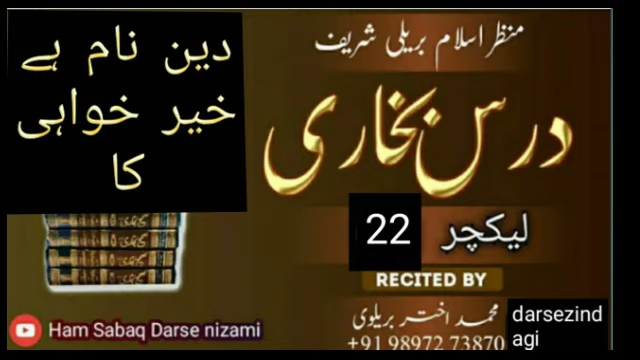 دین نام ہے
خیر خواہی
کا
منظر اسلام بریلی شریف
درس بخاری
لیکچر 22
RECITED BY
محمد اختر بریلوی
+91 98972 73870
darsezind
agi
Ham Sabaq Darse nizami